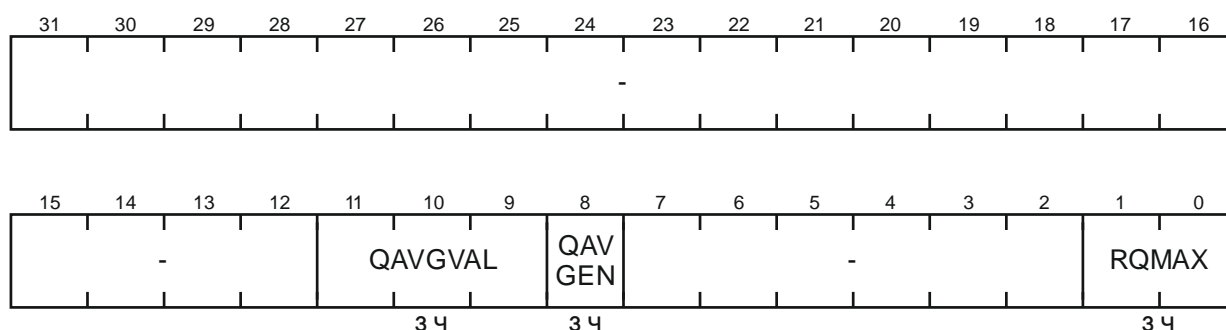 31 30 29 28 27 26 25 24 23 22 21 20 19 18 17 16
-
15 14 13 12 11 10 9 8 7 6 5 4 3 2 1 0
- QAVGVAL QAV GEN - RQMAX
З Ч З Ч З Ч